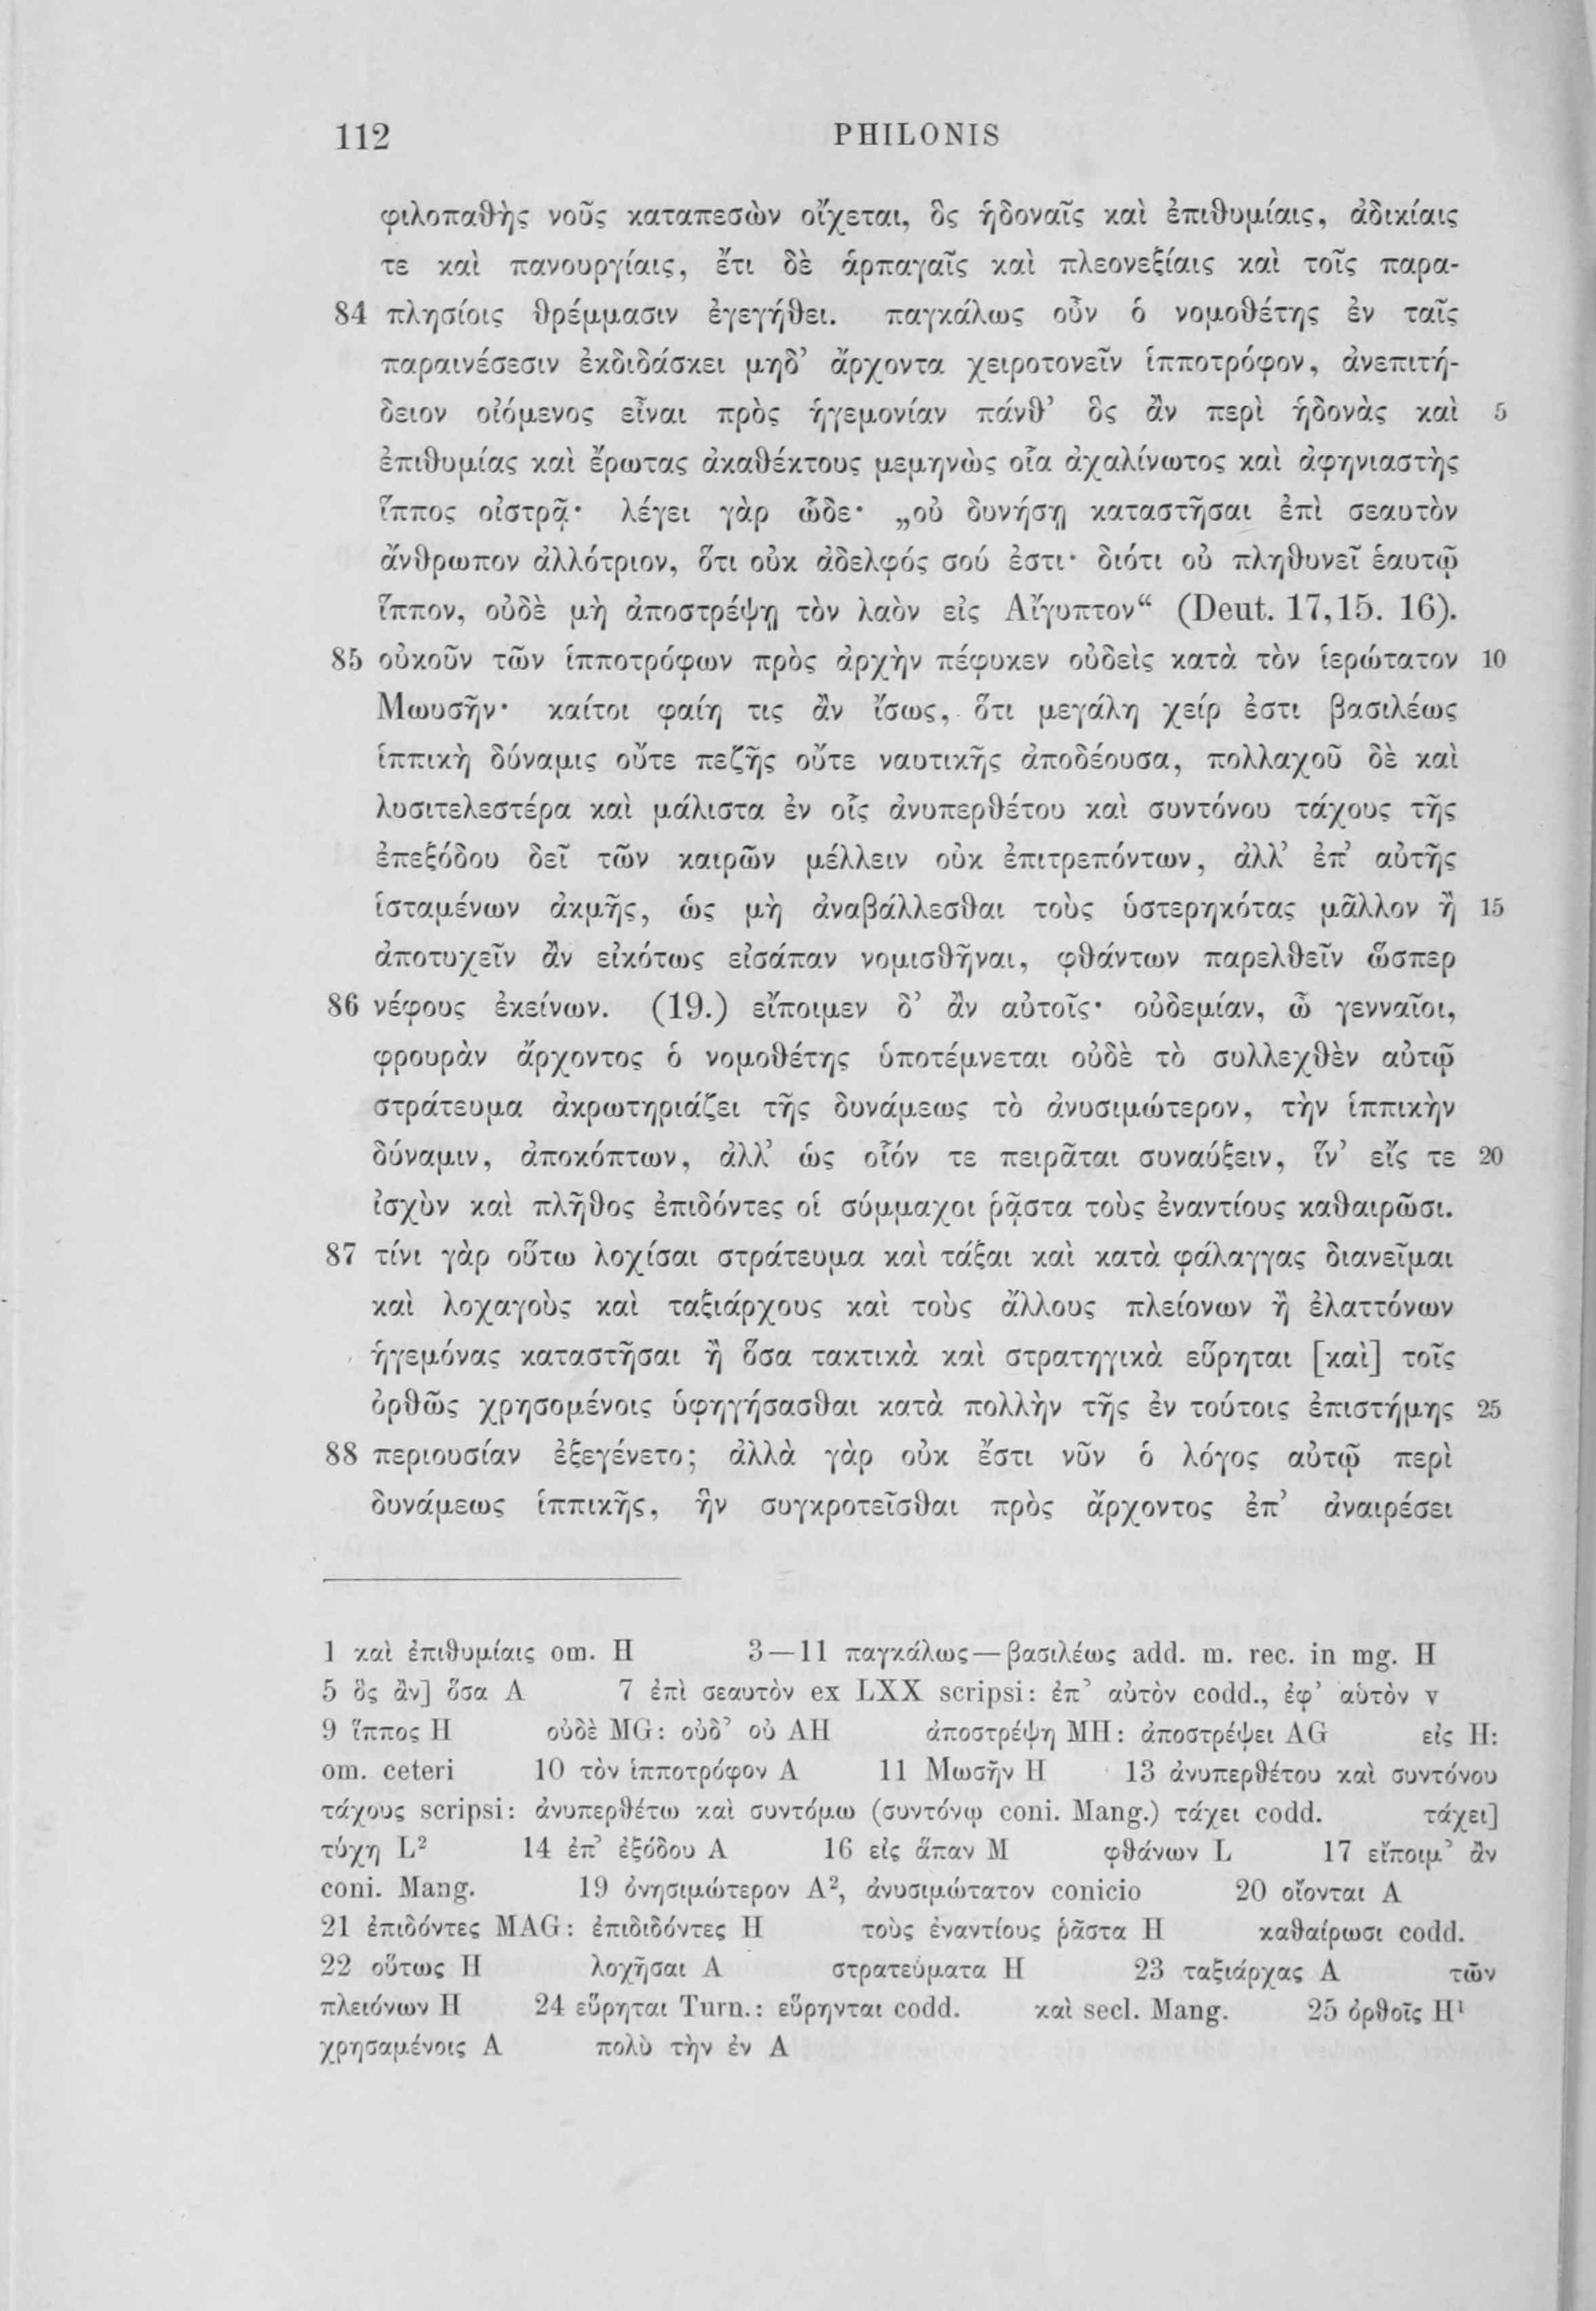 112 PHILONIS
φιλοπαθὴς νοῦς καταπεσὼν οἴχεται, ὃς ἡδοναῖς καὶ ἐπιθυμίαις, ἀδικίαις
τε καὶ πανουργίαις, ἔτι δὲ ἁρπαγαῖς καὶ πλεονεξίαις καὶ τοῖς παρα-
84 πλησίοις θρέμμασιν ἐγεγήθει. παγκάλως οὖν ὁ νομοθέτης ἐν ταῖς
παραινέσεσιν ἐκδιδάσκει μηδ’ ἄρχοντα χειροτονεῖν ἱπποτρόφον, ἀνεπιτή-
δειον οἰόμενος εἶναι πρὸς ἡγεμονίαν πάνθ’ ὃς ἂν περὶ ἡδονὰς καὶ 5
ἐπιθυμίας καὶ ἔρωτας ἀκαθέκτους μεμηνὼς οἷα ἀχαλίνωτος καὶ ἀφηνιαστὴς
ἵππος οἰστρᾷ· λέγει γὰρ ὧδε· „οὐ δυνήσῃ καταστῆσαι ἐπὶ σεαυτὸν
ἄνθρωπον ἀλλότριον, ὅτι οὐκ ἀδελφός σού ἐστι· διότι οὐ πληθυνεῖ ἑαυτῷ
ἵππον, οὐδὲ μὴ ἀποστρέψῃ τὸν λαὸν εἰς Αἴγυπτον“ (Deut. 17,15. 16).
85 οὐκοῦν τῶν ἱπποτρόφων πρὸς ἀρχὴν πέφυκεν οὐδεὶς κατὰ τὸν ἱερώτατον 10
Μωυσῆν· καίτοι φαίη τις ἂν ἴσως, ὅτι μεγάλη χείρ ἐστι βασιλέως
ἱππικὴ δύναμις οὔτε πεζῆς οὔτε ναυτικῆς ἀποδέουσα, πολλαχοῦ δὲ καὶ
λυσιτελεστέρα καὶ μάλιστα ἐν οἷς ἀνυπερθέτου καὶ συντόνου τάχους τῆς
ἐπεξόδου δεῖ τῶν καιρῶν μέλλειν οὐκ ἐπιτρεπόντων, ἀλλ’ ἐπ’ αὐτῆς
ἱσταμένων ἀκμῆς, ὡς μὴ ἀναβάλλεσθαι τοὺς ὑστερηκότας μᾶλλον ἢ 15
ἀποτυχεῖν ἂν εἰκότως εἰσάπαν νομισθῆναι, φθάντων παρελθεῖν ὥσπερ
86 νέφους ἐκείνων. (19.) εἴποιμεν δ’ ἂν αὐτοῖς· οὐδεμίαν, ὦ γενναῖοι,
φρουρὰν ἄρχοντος ὁ νομοθέτης ὑποτέμνεται οὐδὲ τὸ συλλεχθὲν αὐτῷ
στράτευμα ἀκρωτηριάζει τῆς δυνάμεως τὸ ἀνυσιμώτερον, τὴν ἱππικὴν
δύναμιν, ἀποκόπτων, ἀλλ’ ὡς οἷόν τε πειρᾶται συναύξειν, ἵν’ εἴς τε 20
ἰσχὺν καὶ πλῆθος ἐπιδόντες οἱ σύμμαχοι ῥᾷστα τοὺς ἐναντίους καθαιρῶσι.
87 τίνι γὰρ οὕτω λοχίσαι στράτευμα καὶ τάξαι καὶ κατὰ φάλαγγας διανεῖμαι
καὶ λοχαγοὺς καὶ ταξιάρχους καὶ τοὺς ἄλλους πλείονων ἢ ἐλαττόνων
ἡγεμόνας καταστῆσαι ἢ ὅσα τακτικὰ καὶ στρατηγικὰ εὕρηται [καὶ] τοῖς
ὀρθῶς χρησομένοις ὑφηγήσασθαι κατὰ πολλὴν τῆς ἐν τούτοις ἐπιστήμης 25
88 περιουσίαν ἐξεγένετο; ἀλλὰ γὰρ οὐκ ἔστι νῦν ὁ λόγος αὐτῷ περὶ
δυνάμεως ἱππικῆς, ἣν συγκροτεῖσθαι πρὸς ἄρχοντος ἐπ’ ἀναιρέσει
1 καὶ ἐπιθυμίαις om. H 3—11 παγκάλως—βασιλέως add. m. rec. in mg. H
5 ὃς ἂν] ὅσα A 7 ἐπὶ σεαυτὸν ex LXX scripsi: ἐπ’ αὐτὸν codd., ἐφ’ αὑτὸν v
9 ἵππος H οὐδὲ MG: οὐδ’ οὐ AH ἀποστρέψῃ MH: ἀποστρέψει AG εἰς H:
om. ceteri 10 τὸν ἱπποτρόφον A 11 Μωσῆν H 13 ἀνυπερθέτου καὶ συντόνου
τάχους scripsi: ἀνυπερθέτω καὶ συντόμω (συντόνῳ coni. Mang.) τάχει codd. τάχει]
τύχη L² 14 ἐπ’ ἐξόδου A 16 εἰς ἅπαν M φθάνων L 17 εἴποιμ’ ἂν
coni. Mang. 19 ὀνησιμώτερον A², ἀνυσιμώτατον conicio 20 οἴονται A
21 ἐπιδόντες MAG: ἐπιδιδόντες H τοὺς ἐναντίους ῥᾶστα H καθαίρωσι codd.
22 οὕτως H λοχῆσαι A στρατεύματα H 23 ταξιάρχας A τῶν
πλειόνων H 24 εὕρηται Turn.: εὕρηνται codd. καὶ secl. Mang. 25 ὀρθοῖς H¹
χρησαμένοις A πολὺ τὴν ἐν A